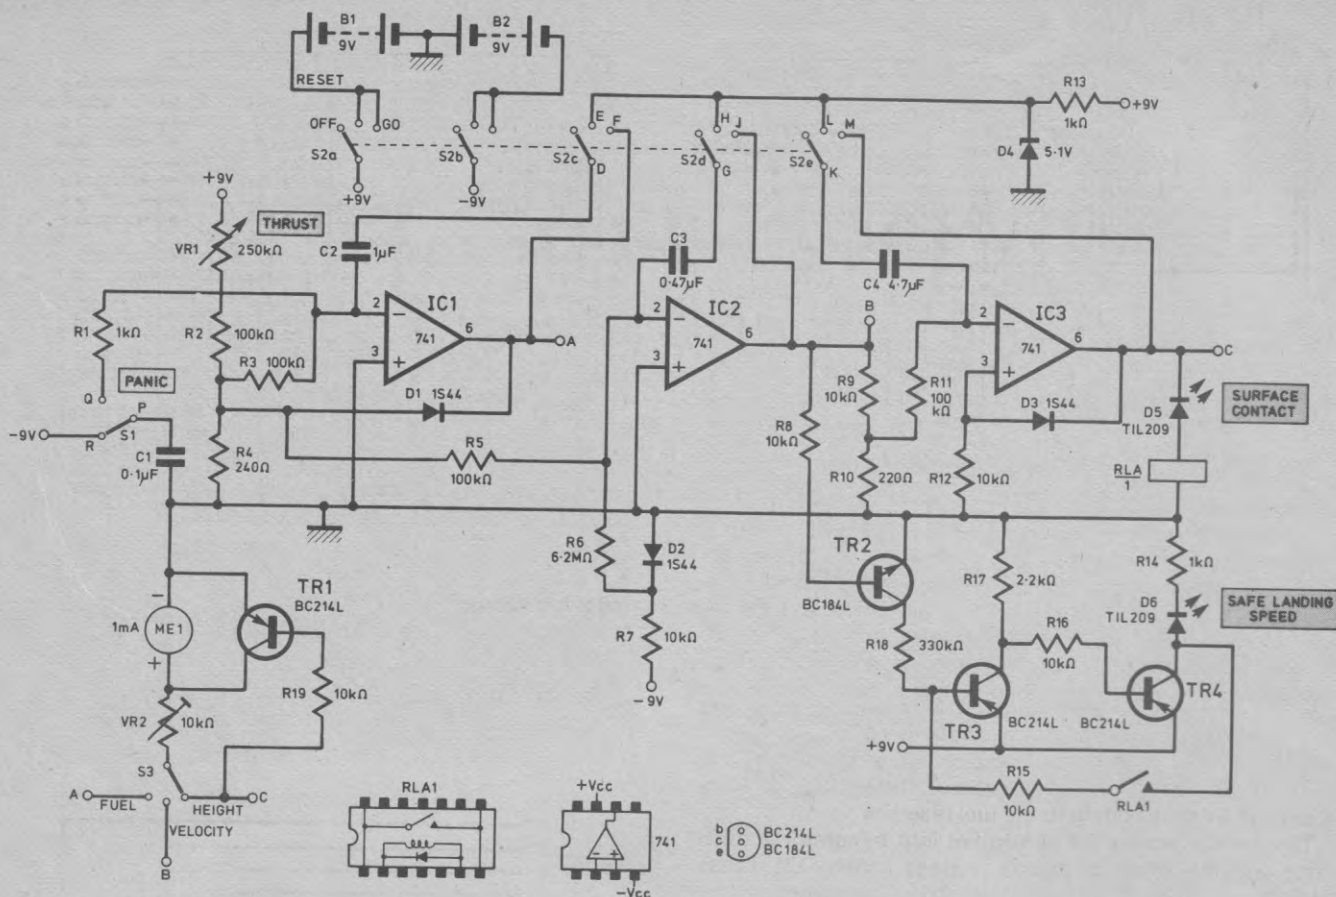 B1
9V
B2
9V
RESET
OFF
GO
S2a
+9V
S2b
-9V
E
F
S2c
D
H
J
S2d
G
L
M
S2e
K
R13
1kΩ
+9V
D4
5·1V
+9V
THRUST
VR1
250kΩ
C2
1µF
C3
0·47µF
C4 4·7µF
R1
1kΩ
R2
100kΩ
R3 100kΩ
2
3
IC1
741
6
A
D1 1S44
2
3
IC2
741
6
B
2
3
IC3
741
6
C
PANIC
Q
P
-9V
R
S1
C1
0·1µF
R4
240Ω
R5
100kΩ
R8
10kΩ
R9
10kΩ
R10
220Ω
R11
100
kΩ
D3 1S44
R12
10kΩ
D5
TIL209
SURFACE
CONTACT
RLA
1
R6
6·2MΩ
D2
1S44
R7
10kΩ
-9V
TR2
BC184L
R17
2·2kΩ
R14
1kΩ
D6
TIL209
SAFE LANDING
SPEED
R18
330kΩ
R16
10kΩ
TR3
BC214L
TR4
BC214L
+9V
R15
10kΩ
RLA1
TR1
BC214L
-
1mA
ME1
+
R19
10kΩ
VR2
10kΩ
S3
A
FUEL
HEIGHT
C
VELOCITY
B
RLA1
+Vcc
741
-Vcc
b
c
e
BC214L
BC184L